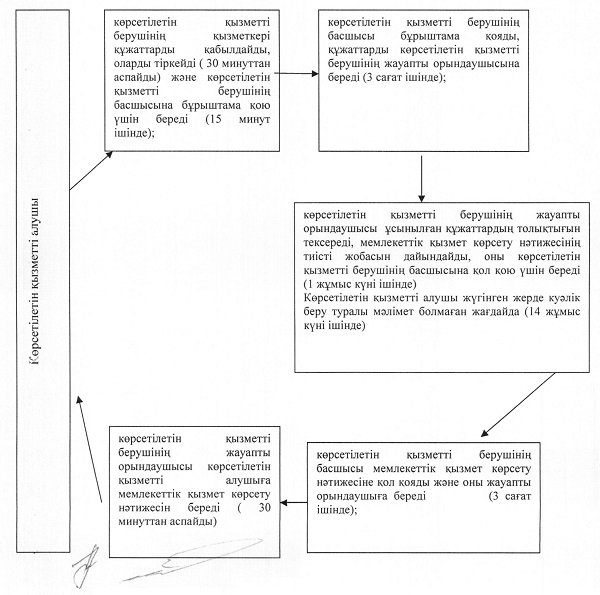 Көрсетілетін қызметті алушы
көрсетілетін қызметті
берушінің қызметкері
құжаттарды қабылдайды,
оларды тіркейді ( 30 минуттан
аспайды) және көрсетілетін
қызметті берушінің
басшысына бұрыштама қою
үшін береді (15 минут
ішінде);
көрсетілетін қызметті берушінің
басшысы бұрыштама қояды,
құжаттарды көрсетілетін қызметті
берушінің жауапты орындаушысына
береді (3 сағат ішінде);
көрсетілетін қызметті берушінің жауапты
орындаушысы ұсынылған құжаттардың толықтығын
тексереді, мемлекеттік қызмет көрсету нәтижесінің
тиісті жобасын дайындайды, оны көрсетілетін
қызметті берушінің басшысына қол қою үшін береді
(1 жұмыс күні ішінде)
Көрсетілетін қызметті алушы жүгінген жерде куәлік
беру туралы мәлімет болмаған жағдайда (14 жұмыс
күні ішінде)
көрсетілетін қызметті берушінің
басшысы мемлекеттік қызмет көрсету
нәтижесіне қол қояды және оны жауапты
орындаушыға береді (3 сағат
ішінде);
көрсетілетін қызметті
берушінің жауапты
орындаушысы көрсетілетін
қызметті алушыға
мемлекеттік қызмет көрсету
нәтижесін береді ( 30
минуттан аспайды)